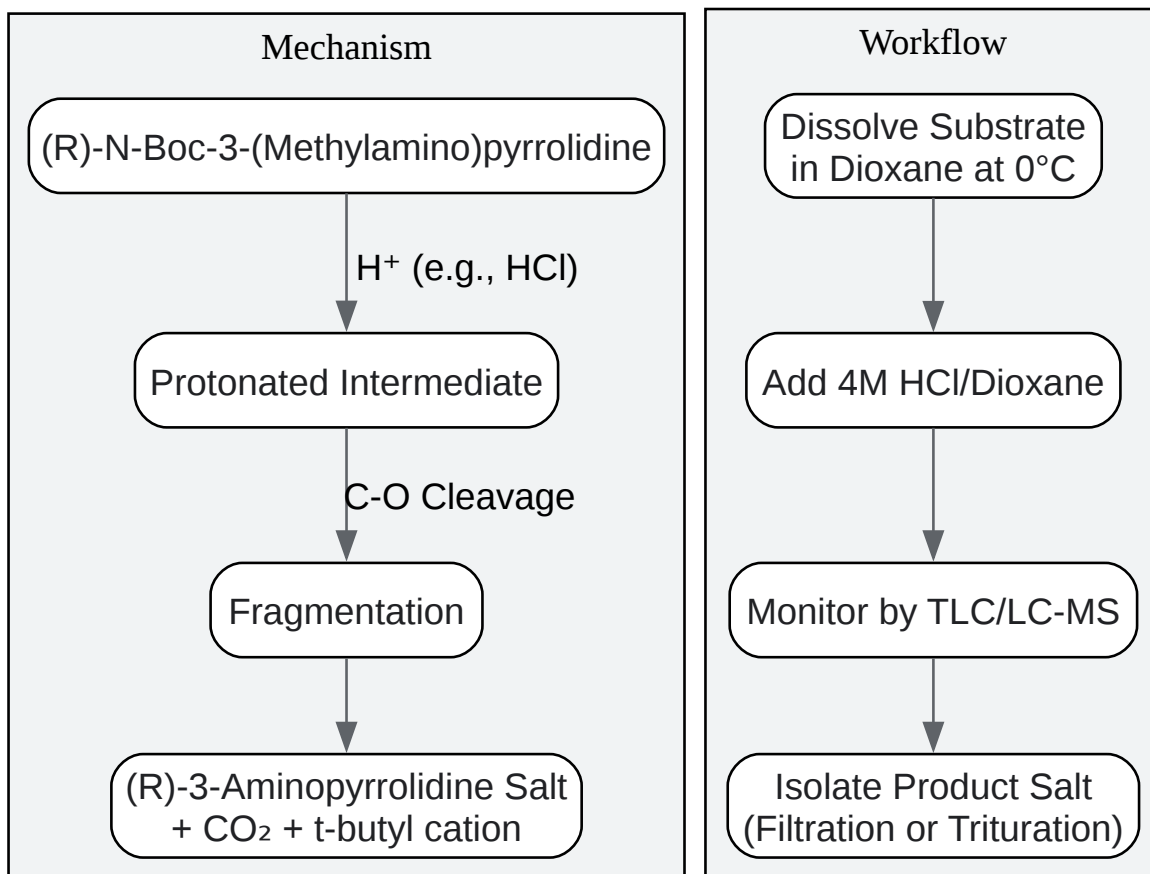 Mechanism
(R)-N-Boc-3-(Methylamino)pyrrolidine
H⁺ (e.g., HCl)
Protonated Intermediate
C-O Cleavage
Fragmentation
(R)-3-Aminopyrrolidine Salt
+ CO₂ + t-butyl cation
Workflow
Dissolve Substrate
in Dioxane at 0°C
Add 4M HCl/Dioxane
Monitor by TLC/LC-MS
Isolate Product Salt
(Filtration or Trituration)